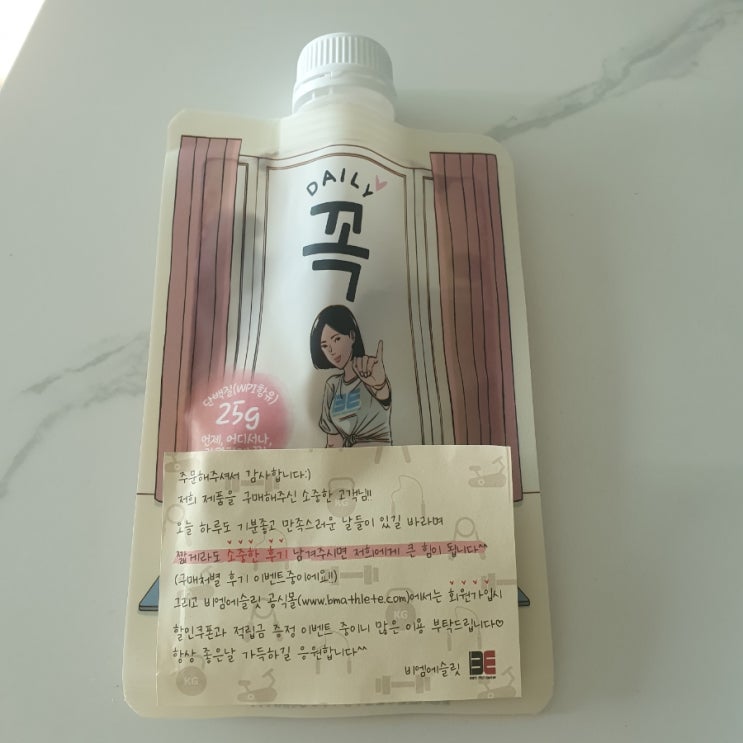 DAILY
꼭
단백질(WPI함유)
25g
언제, 어디서나,
주문해주셔서 감사합니다:)
저희 제품을 구매해주신 소중한 고객님!!
오늘 하루도 기분좋고 만족스러운 날들이 있길 바라며
짧게라도 소중한 후기 남겨주시면 저희에게 큰 힘이 됩니다^^
(구매처별 후기 이벤트중이에요!!)
그리고 비엠에슬릿 공식몰(www.bmathlete.com)에서는 회원가입시
할인쿠폰과 적립금 증정 이벤트 중이니 많은 이용 부탁드립니다♡
항상 좋은날 가득하길 응원합니다^^
비엠에슬릿 BE
KG
KG
KG